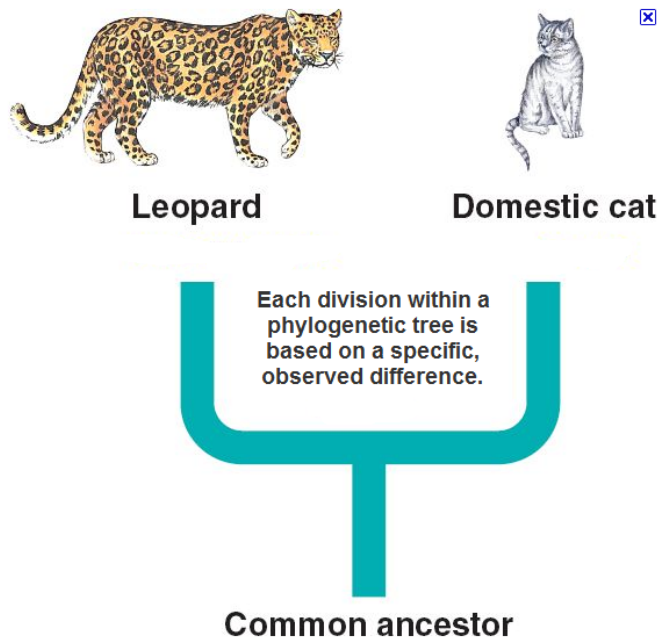 Leopard
Domestic cat
Each division within a
phylogenetic tree is
based on a specific,
observed difference.
Common ancestor